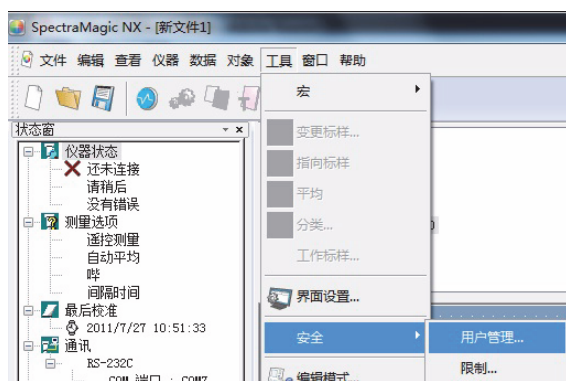 SpectraMagic NX - [新文件1]
文件 编辑 查看 仪器 数据 对象 工具 窗口 帮助
状态窗
仪器状态
还未连接
请稍后
没有错误
测量选项
遥控测量
自动平均
哔
间隔时间
最后校准
2011/7/27 10:51:33
通讯
RS-232C
COM 端口 : COM7
宏
变更标样...
指向标样
平均
分类...
工作标样...
界面设置...
安全
编辑模式...
用户管理...
限制...